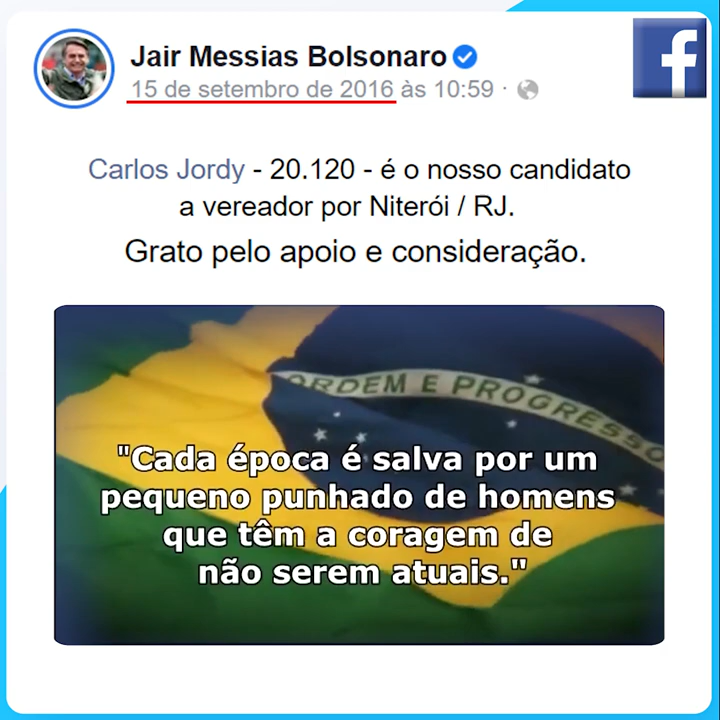 Jair Messias Bolsonaro
15 de setembro de 2016 às 10:59 ·
Carlos Jordy - 20.120 - é o nosso candidato
a vereador por Niterói / RJ.
Grato pelo apoio e consideração.
ORDEM E PROGRESSO
"Cada época é salva por um
pequeno punhado de homens
que têm a coragem de
não serem atuais."